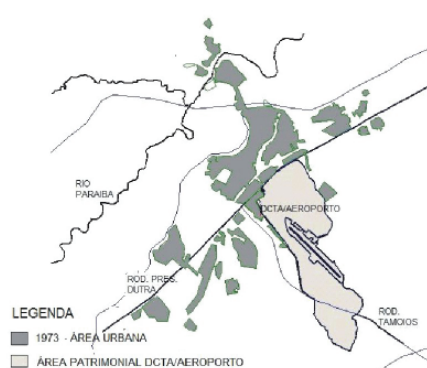 RIO
PARAIBA
DCTA/AEROPORTO
ROD. PRES.
DUTRA
ROD.
TAMOIOS
LEGENDA
1973 - ÁREA URBANA
ÁREA PATRIMONIAL DCTA/AEROPORTO